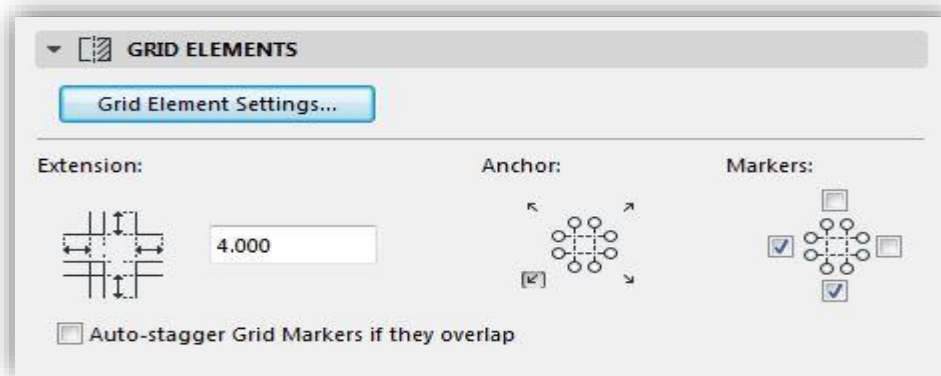 GRID ELEMENTS
Grid Element Settings...
Extension:
Anchor:
Markers:
4.000
Auto-stagger Grid Markers if they overlap